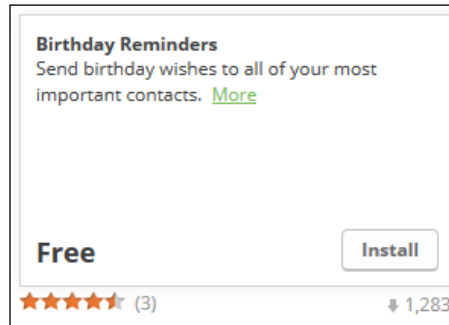 Birthday Reminders
Send birthday wishes to all of your most
important contacts. More
Free
Install
(3)
1,283